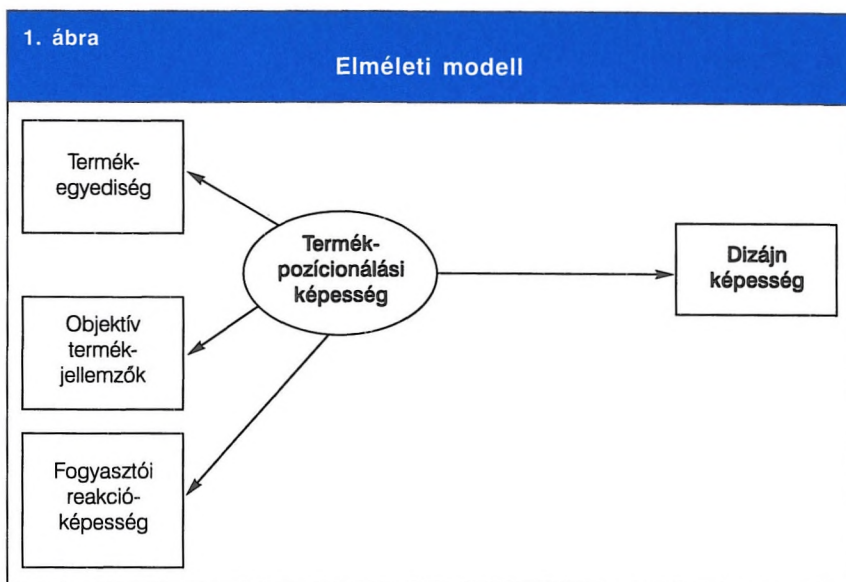 1. ábra
Elméleti modell
Termék-
egyediség
Termék-
pozícionálási
képesség
Dizájn
képesség
Objektív
termék-
jellemzők
Fogyasztói
reakció-
képesség